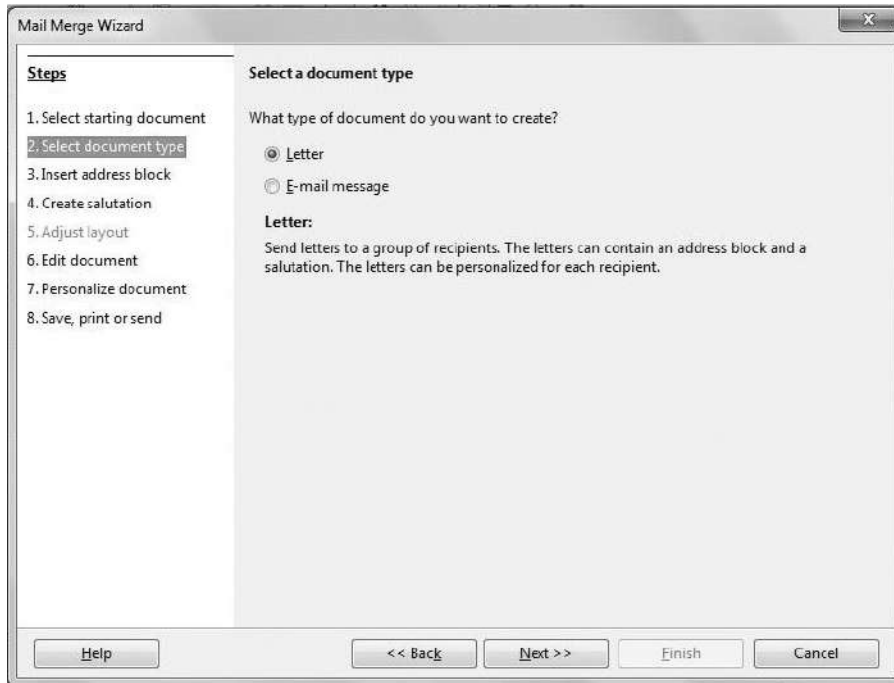 Mail Merge Wizard
X
Steps
1. Select starting document
2. Select document type
3. Insert address block
4. Create salutation
5. Adjust layout
6. Edit document
7. Personalize document
8. Save, print or send
Select a document type
What type of document do you want to create?
Letter
E-mail message
Letter:
Send letters to a group of recipients. The letters can contain an address block and a
salutation. The letters can be personalized for each recipient.
Help
<< Back
Next >>
Finish
Cancel